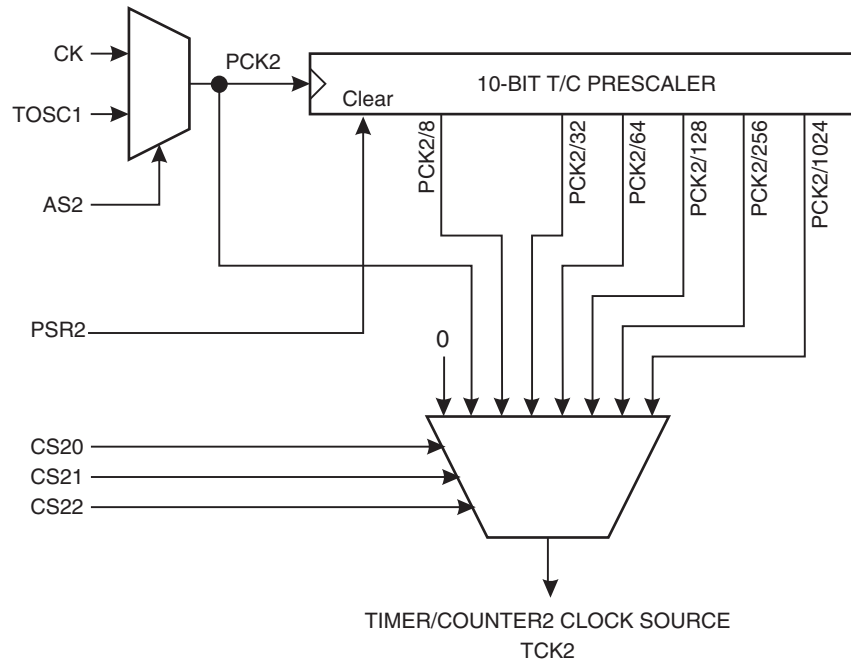 CK
PCK2
10-BIT T/C PRESCALER
TOSC1
Clear
PCK2/8
PCK2/32
PCK2/64
PCK2/128
PCK2/256
PCK2/1024
AS2
PSR2
0
CS20
CS21
CS22
TIMER/COUNTER2 CLOCK SOURCE
TCK2